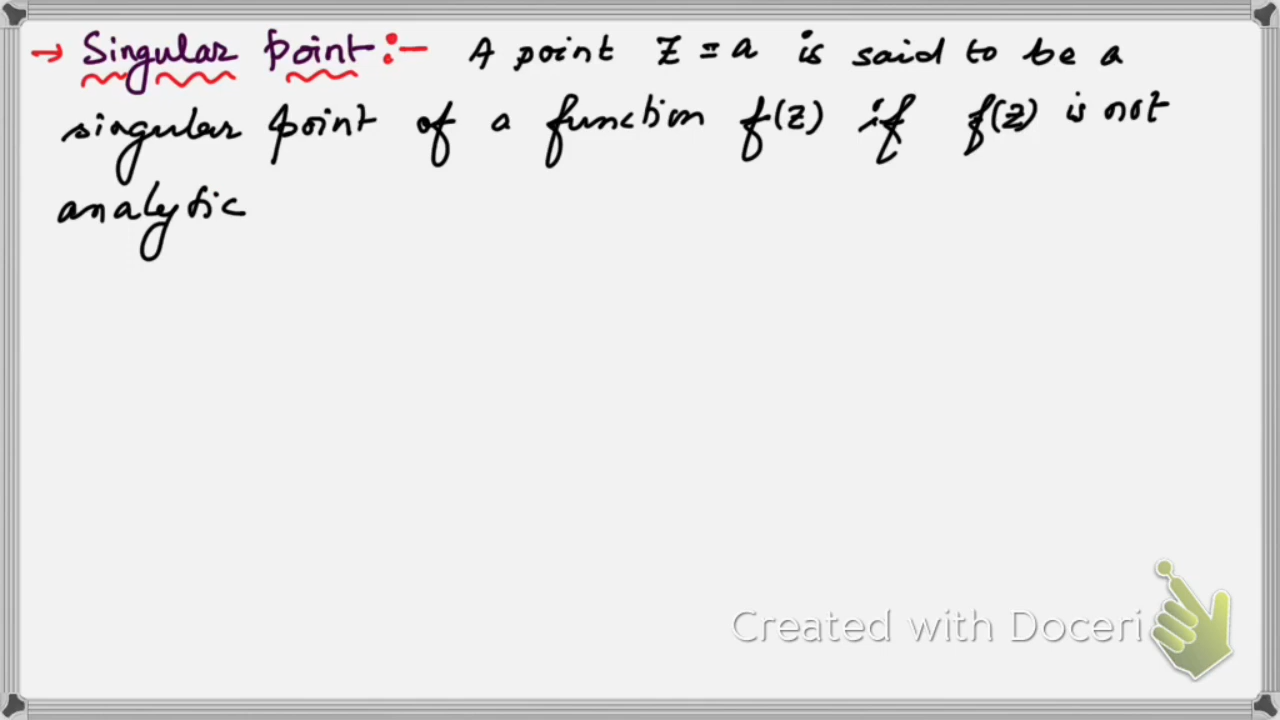 → Singular point :- A point z = a is said to be a
singular point of a function f(z) if f(z) is not
analytic
Created with Doceri